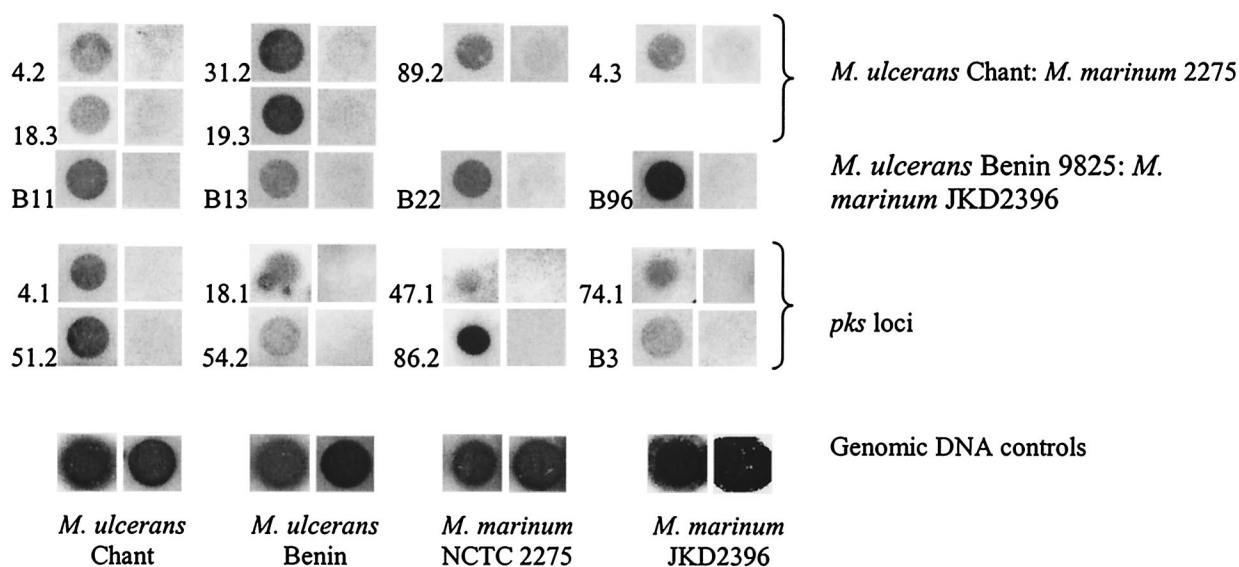 4.2 31.2 89.2 4.3 M. ulcerans Chant: M. marinum 2275
18.3 19.3
B11 B13 B22 B96 M. ulcerans Benin 9825: M.
marinum JKD2396
4.1 18.1 47.1 74.1
pks loci
51.2 54.2 86.2 B3
Genomic DNA controls
M. ulcerans M. ulcerans M. marinum M. marinum
Chant Benin NCTC 2275 JKD2396